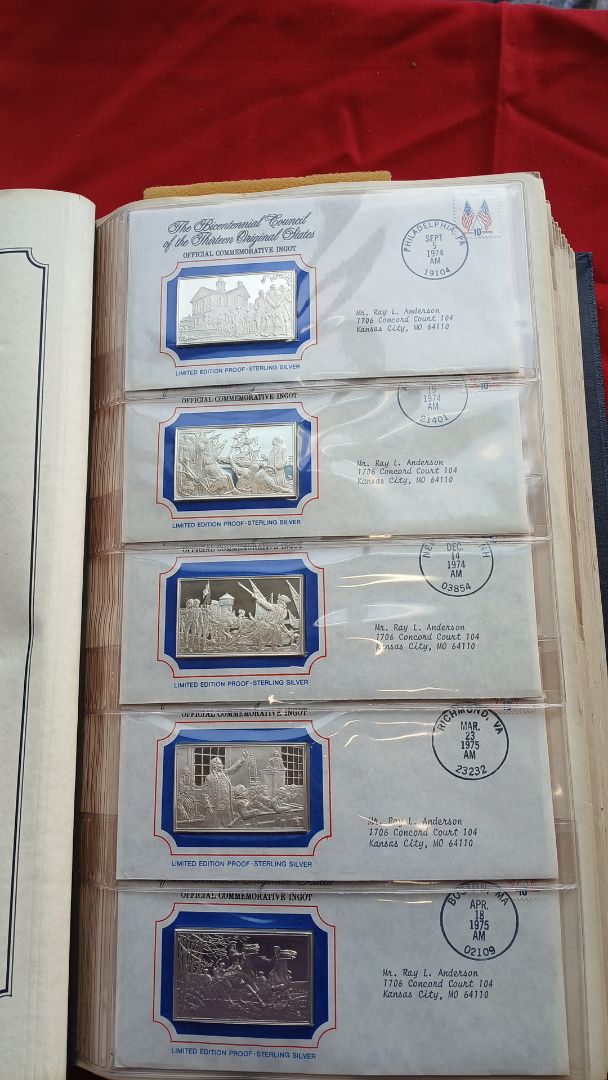 The Bicentennial Council
of the Thirteen Original States
OFFICIAL COMMEMORATIVE INGOT
LIMITED EDITION PROOF·STERLING SILVER
PHILADELPHIA, PA
SEPT
5
1974
AM
19104
10¢
Mr. Ray L. Anderson
1706 Concord Court 104
Kansas City, MO 64110
OFFICIAL COMMEMORATIVE INGOT
LIMITED EDITION PROOF·STERLING SILVER
19
1974
AM
21401
10
Mr. Ray L. Anderson
1706 Concord Court 104
Kansas City, MO 64110
OFFICIAL COMMEMORATIVE INGOT
LIMITED EDITION PROOF·STERLING SILVER
NH
DEC.
14
1974
AM
03854
Mr. Ray L. Anderson
1706 Concord Court 104
Kansas City, MO 64110
OFFICIAL COMMEMORATIVE INGOT
LIMITED EDITION PROOF·STERLING SILVER
RICHMOND, VA
MAR.
23
1975
AM
23232
Mr. Ray L. Anderson
1706 Concord Court 104
Kansas City, MO 64110
Original States
OFFICIAL COMMEMORATIVE INGOT
LIMITED EDITION PROOF·STERLING SILVER
MA
APR.
18
1975
AM
02109
10
Mr. Ray L. Anderson
1706 Concord Court 104
Kansas City, MO 64110